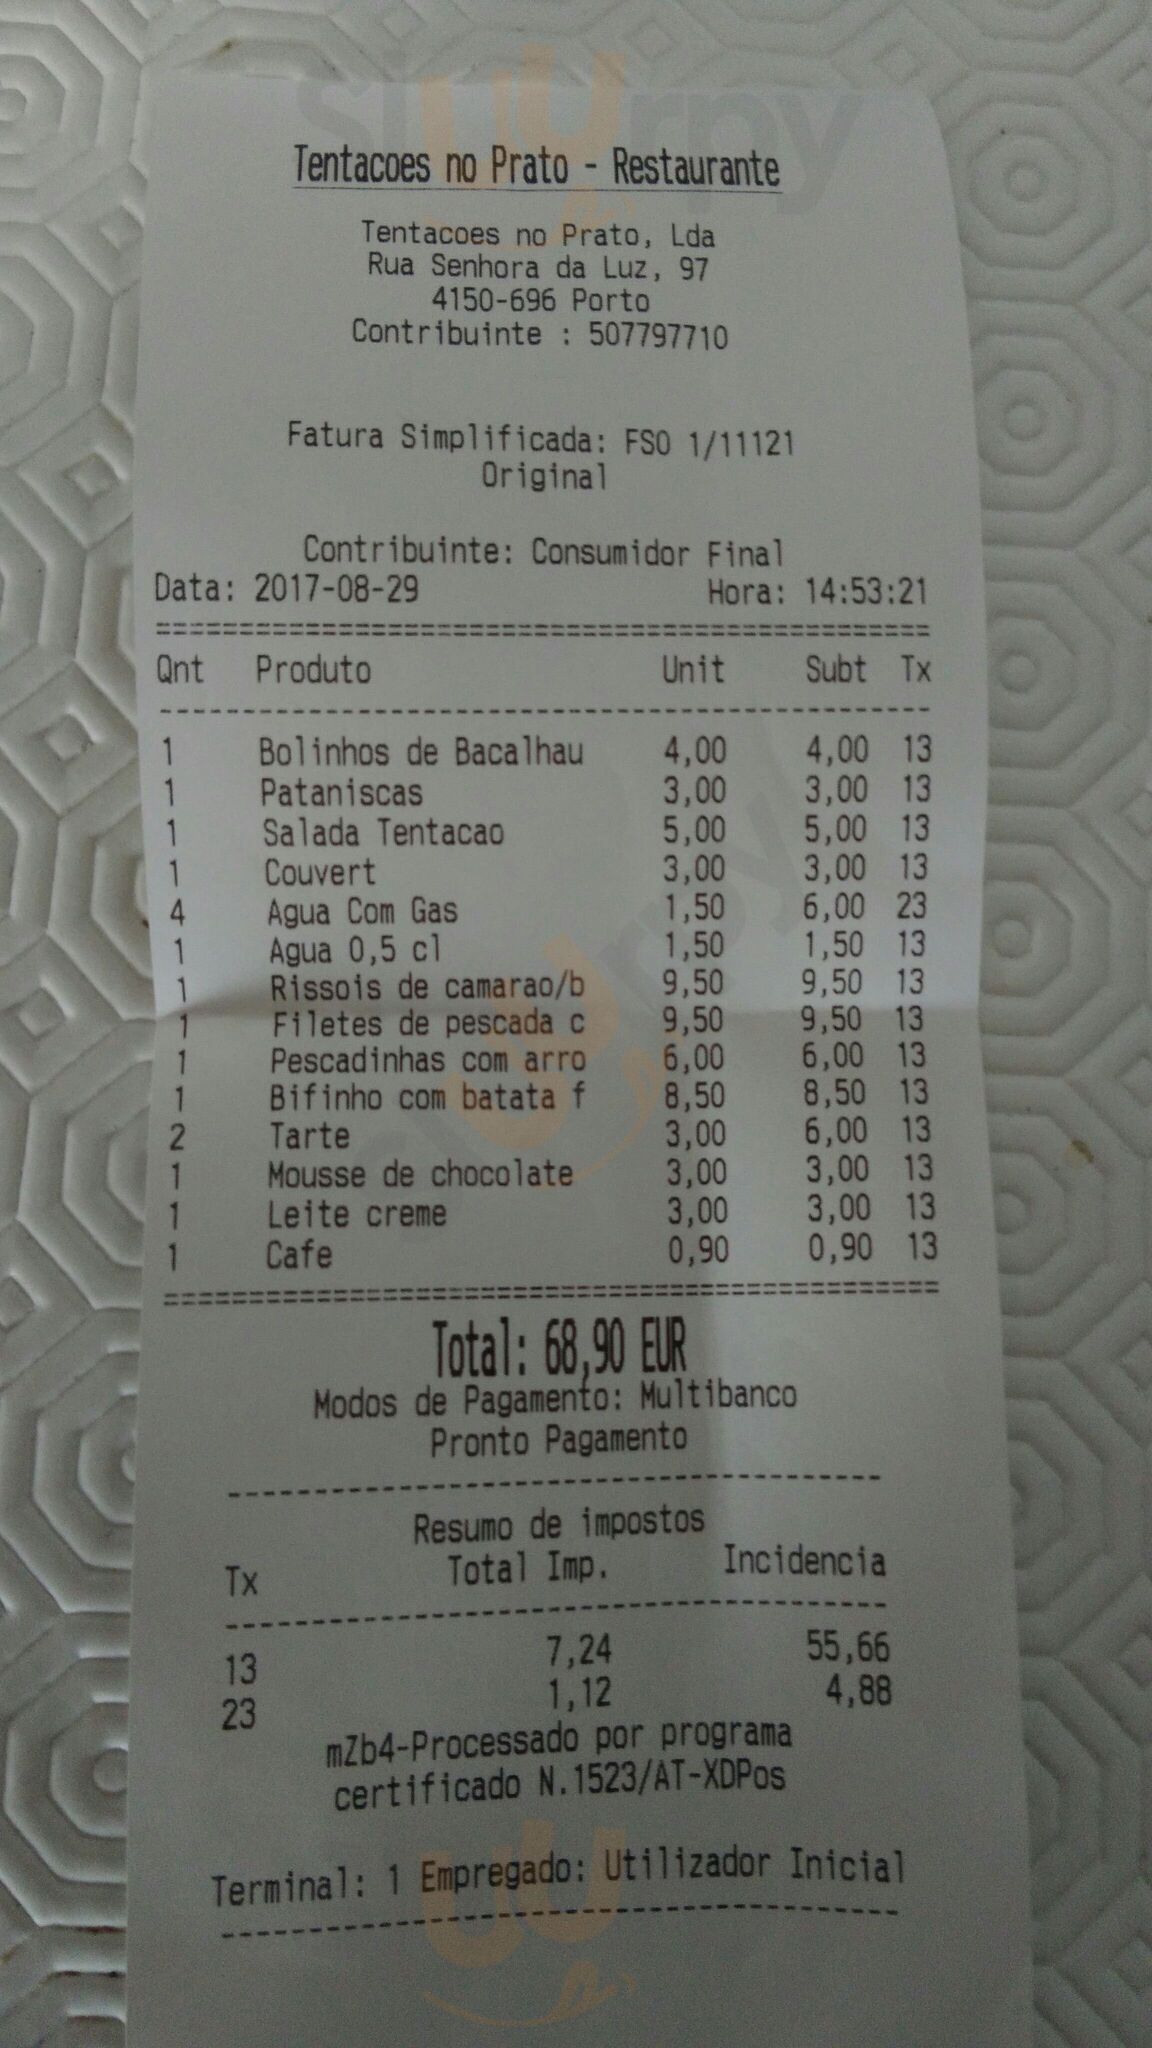 Tentacoes no Prato - Restaurante
Tentacoes no Prato, Lda
Rua Senhora da Luz, 97
4150-696 Porto
Contribuinte : 507797710
Fatura Simplificada: FSO 1/11121
Original
Contribuinte: Consumidor Final
Data: 2017-08-29 Hora: 14:53:21
Qnt Produto Unit Subt Tx
1 Bolinhos de Bacalhau 4,00 4,00 13
1 Pataniscas 3,00 3,00 13
1 Salada Tentacao 5,00 5,00 13
1 Couvert 3,00 3,00 13
4 Agua Com Gas 1,50 6,00 23
1 Agua 0,5 cl 1,50 1,50 13
1 Rissois de camarao/b 9,50 9,50 13
1 Filetes de pescada c 9,50 9,50 13
1 Pescadinhas com arro 6,00 6,00 13
1 Bifinho com batata f 8,50 8,50 13
2 Tarte 3,00 6,00 13
1 Mousse de chocolate 3,00 3,00 13
1 Leite creme 3,00 3,00 13
1 Cafe 0,90 0,90 13
Total: 68,90 EUR
Modos de Pagamento: Multibanco
Pronto Pagamento
Resumo de impostos
Tx Total Imp. Incidencia
13 7,24 55,66
23 1,12 4,88
mZb4-Processado por programa
certificado N.1523/AT-XDPos
Terminal: 1 Empregado: Utilizador Inicial
sluurpy
sluurpy